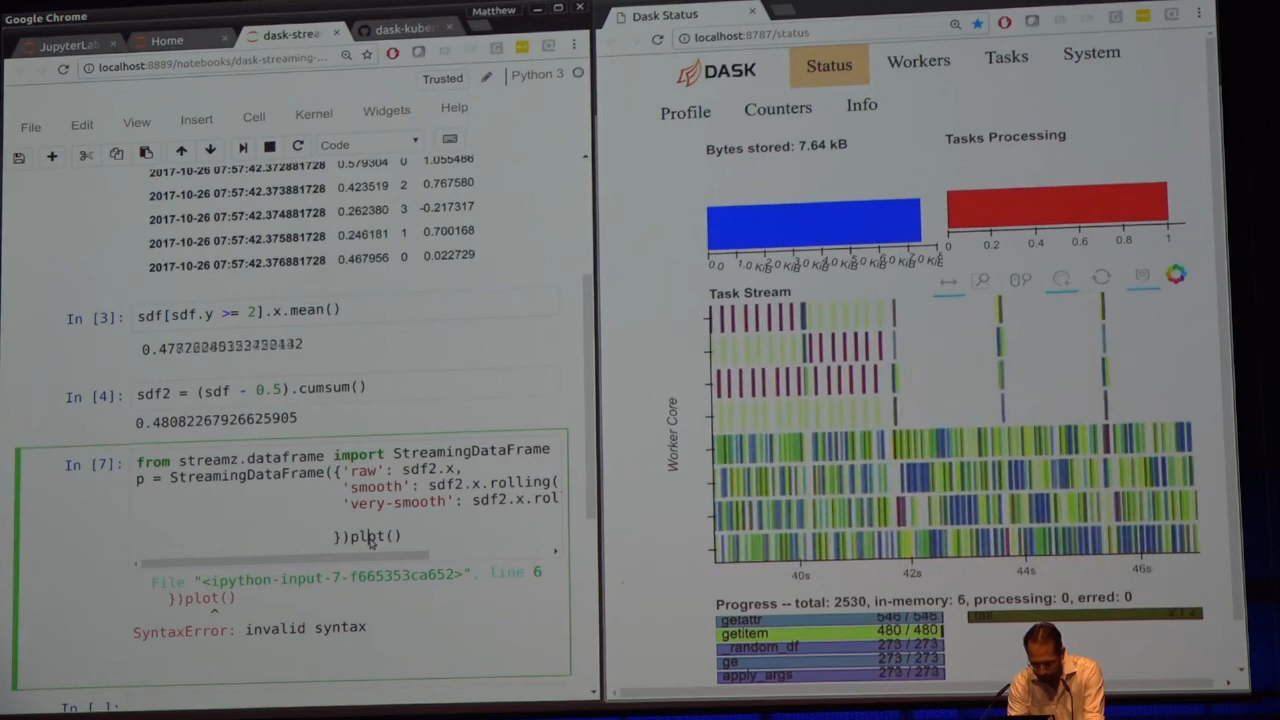 Google Chrome
Matthew
JupyterLab
Home
dask-strea
dask-kuber
localhost:8889/notebooks/dask-streaming-...
Trusted
Python 3
File Edit View Insert Cell Kernel Widgets Help
Code
2017-10-26 07:57:42.372881728 0.579304 0 1.055486
2017-10-26 07:57:42.373881728 0.423519 2 0.767580
2017-10-26 07:57:42.374881728 0.262380 3 -0.217317
2017-10-26 07:57:42.375881728 0.246181 1 0.700168
2017-10-26 07:57:42.376881728 0.467956 0 0.022729
In [3]: sdf[sdf.y >= 2].x.mean()
In [4]: sdf2 = (sdf - 0.5).cumsum()
0.48082267926625905
In [7]: from streamz.dataframe import StreamingDataFrame
p = StreamingDataFrame({'raw': sdf2.x,
'smooth': sdf2.x.rolling(
'very-smooth': sdf2.x.rol
})plot()
File "<ipython-input-7-f665353ca652>", line 6
})plot()
^
SyntaxError: invalid syntax
In [ ]:
Dask Status
localhost:8787/status
DASK
Status Workers Tasks System
Profile Counters Info
Bytes stored: 7.64 kB
Tasks Processing
0 0.2 0.4 0.6 0.8 1
Task Stream
Worker Core
40s 42s 44s 46s
Progress -- total: 2530, in-memory: 6, processing: 0, erred: 0
getattr 546 / 546
getitem 480 / 480
_random_df 273 / 273
ge 273 / 273
apply_args 273 / 273